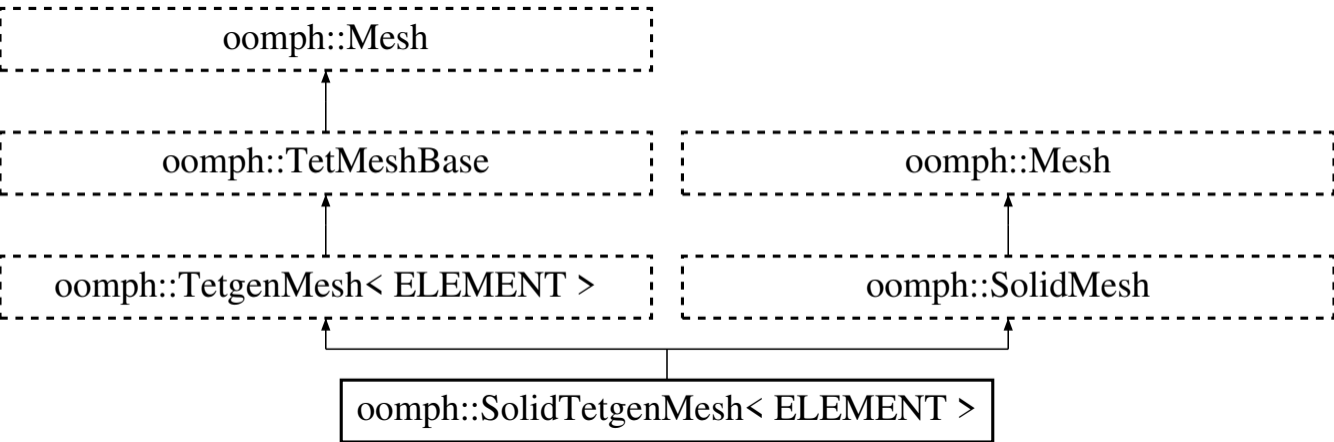 oomph::Mesh
oomph::TetMeshBase
oomph::Mesh
oomph::TetgenMesh< ELEMENT >
oomph::SolidMesh
oomph::SolidTetgenMesh< ELEMENT >